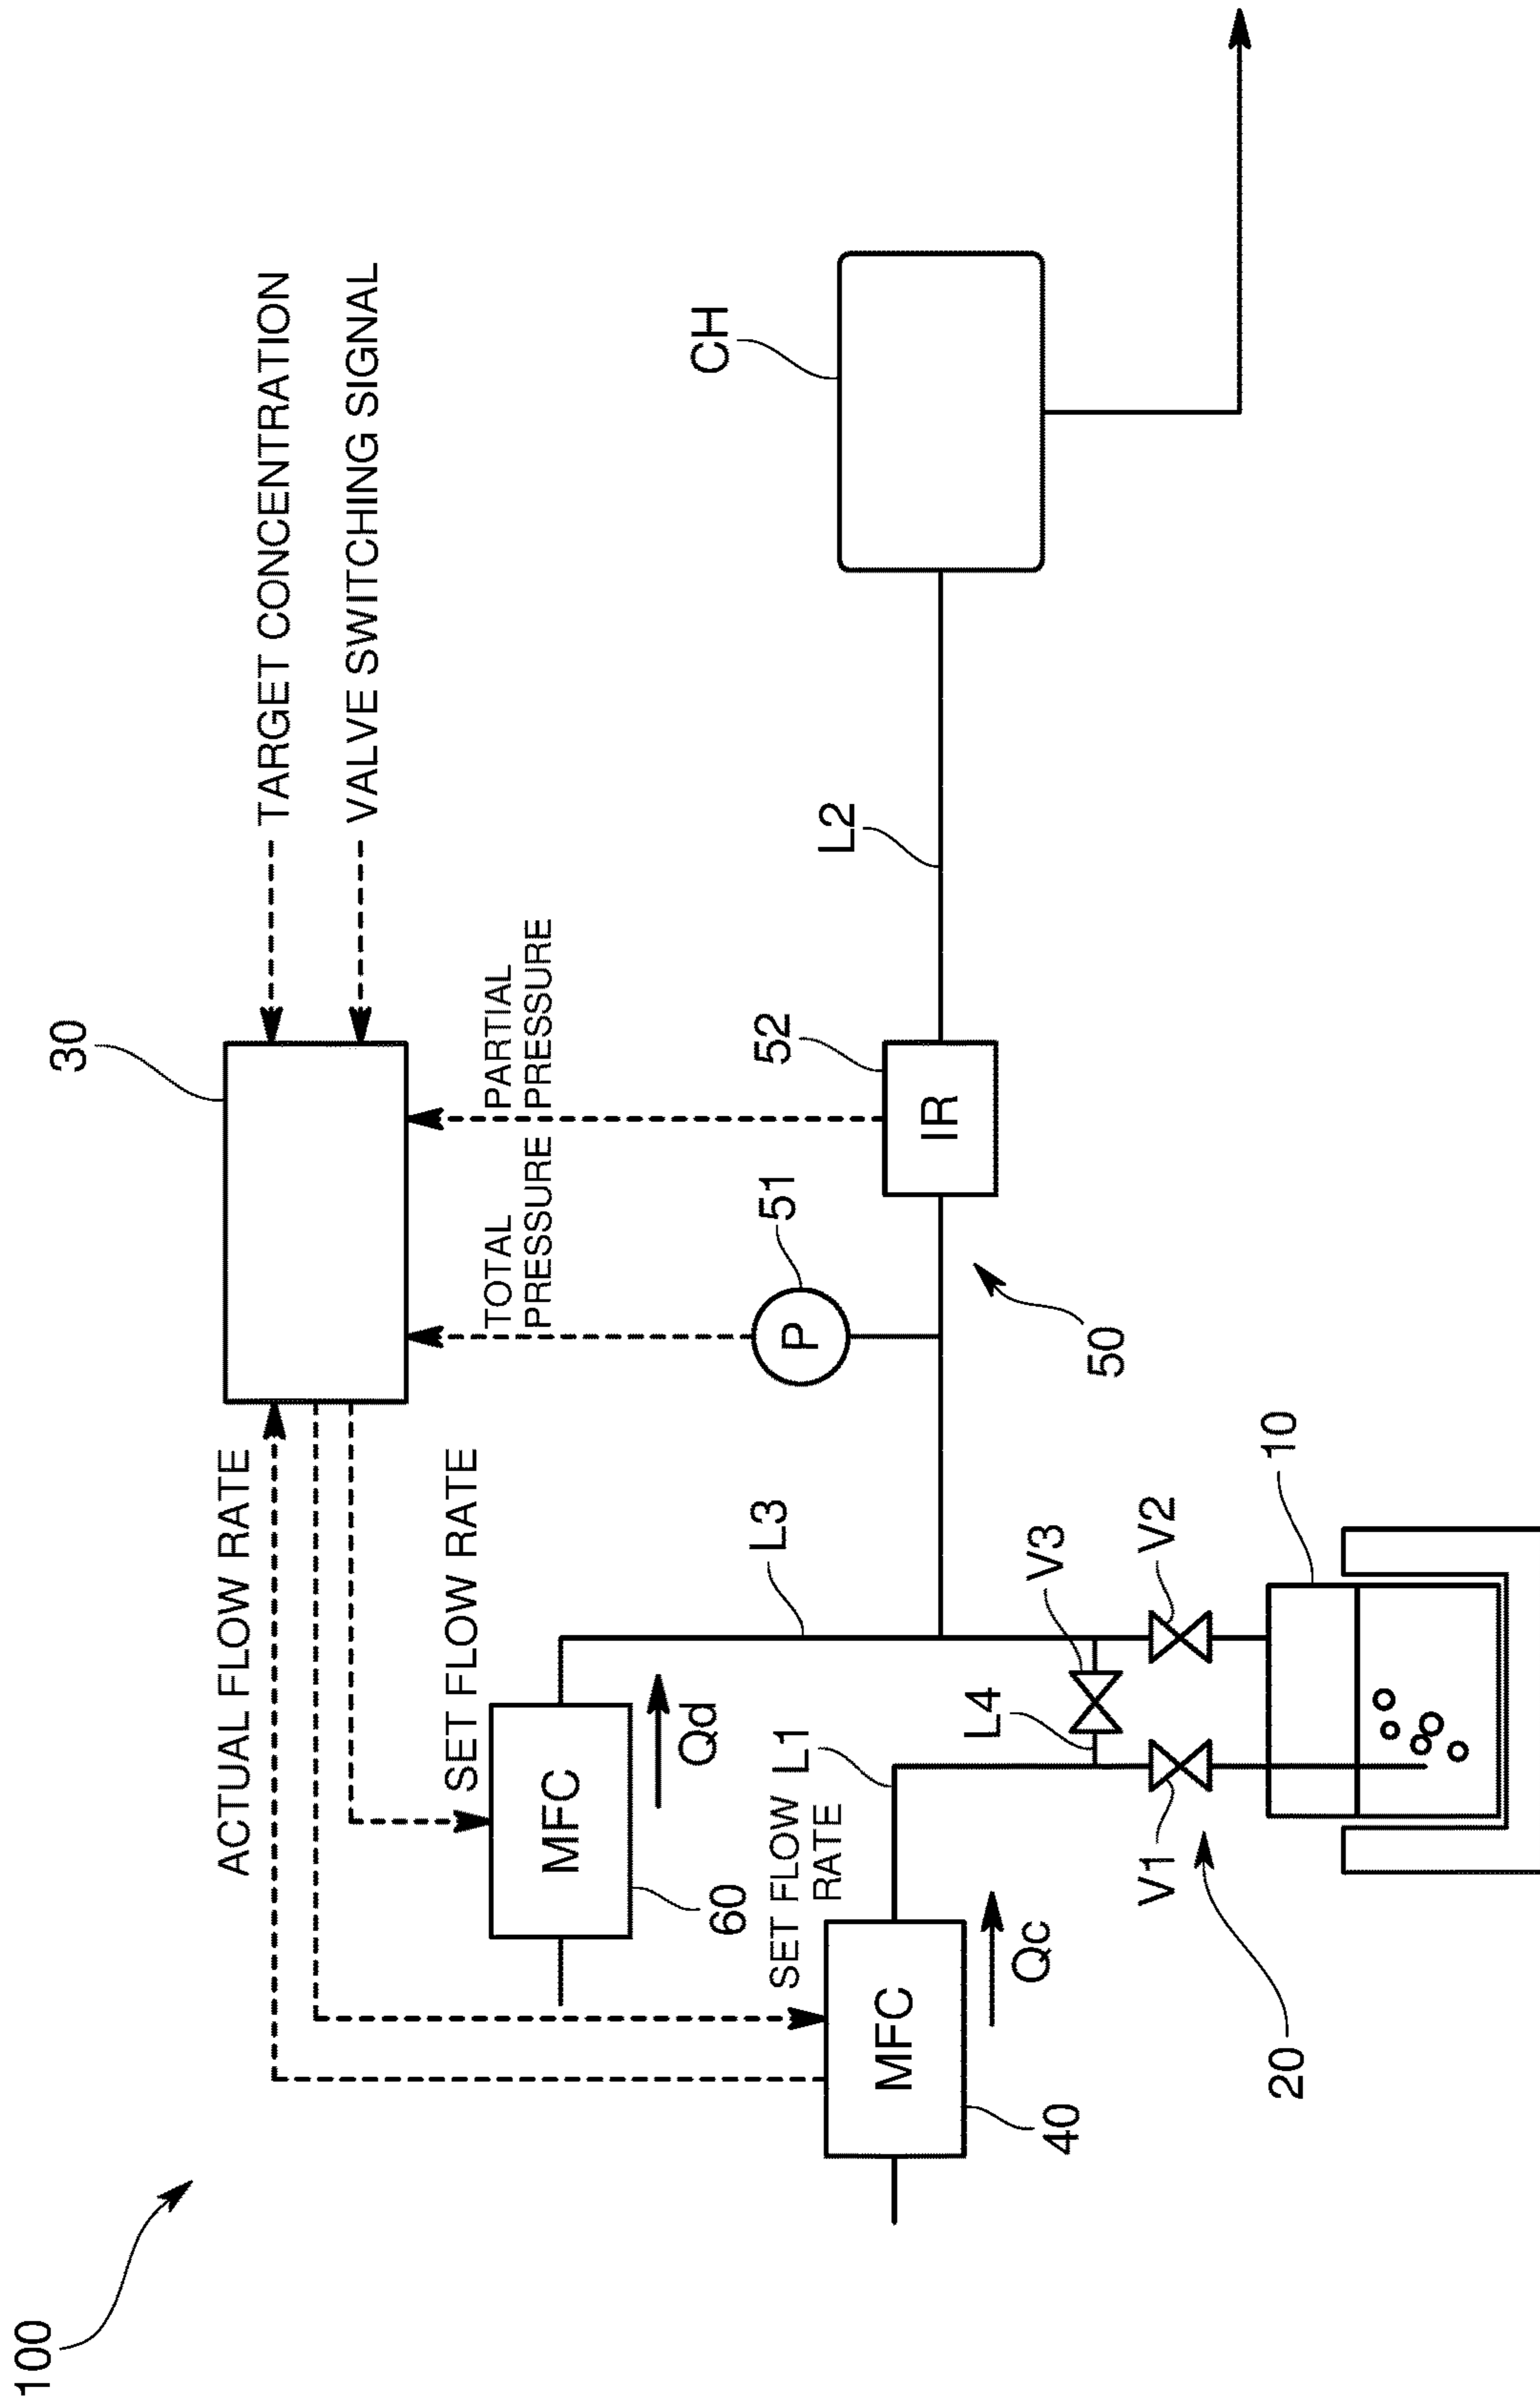 100
30
ACTUAL FLOW RATE
TARGET CONCENTRATION
VALVE SWITCHING SIGNAL
SET FLOW RATE
TOTAL
PRESSURE
PARTIAL
PRESSURE
MFC
60
Qd
L3
P
51
52
IR
L2
CH
SET FLOW
RATE
L1
MFC
40
Qc
L4
V3
50
V1
V2
20
10